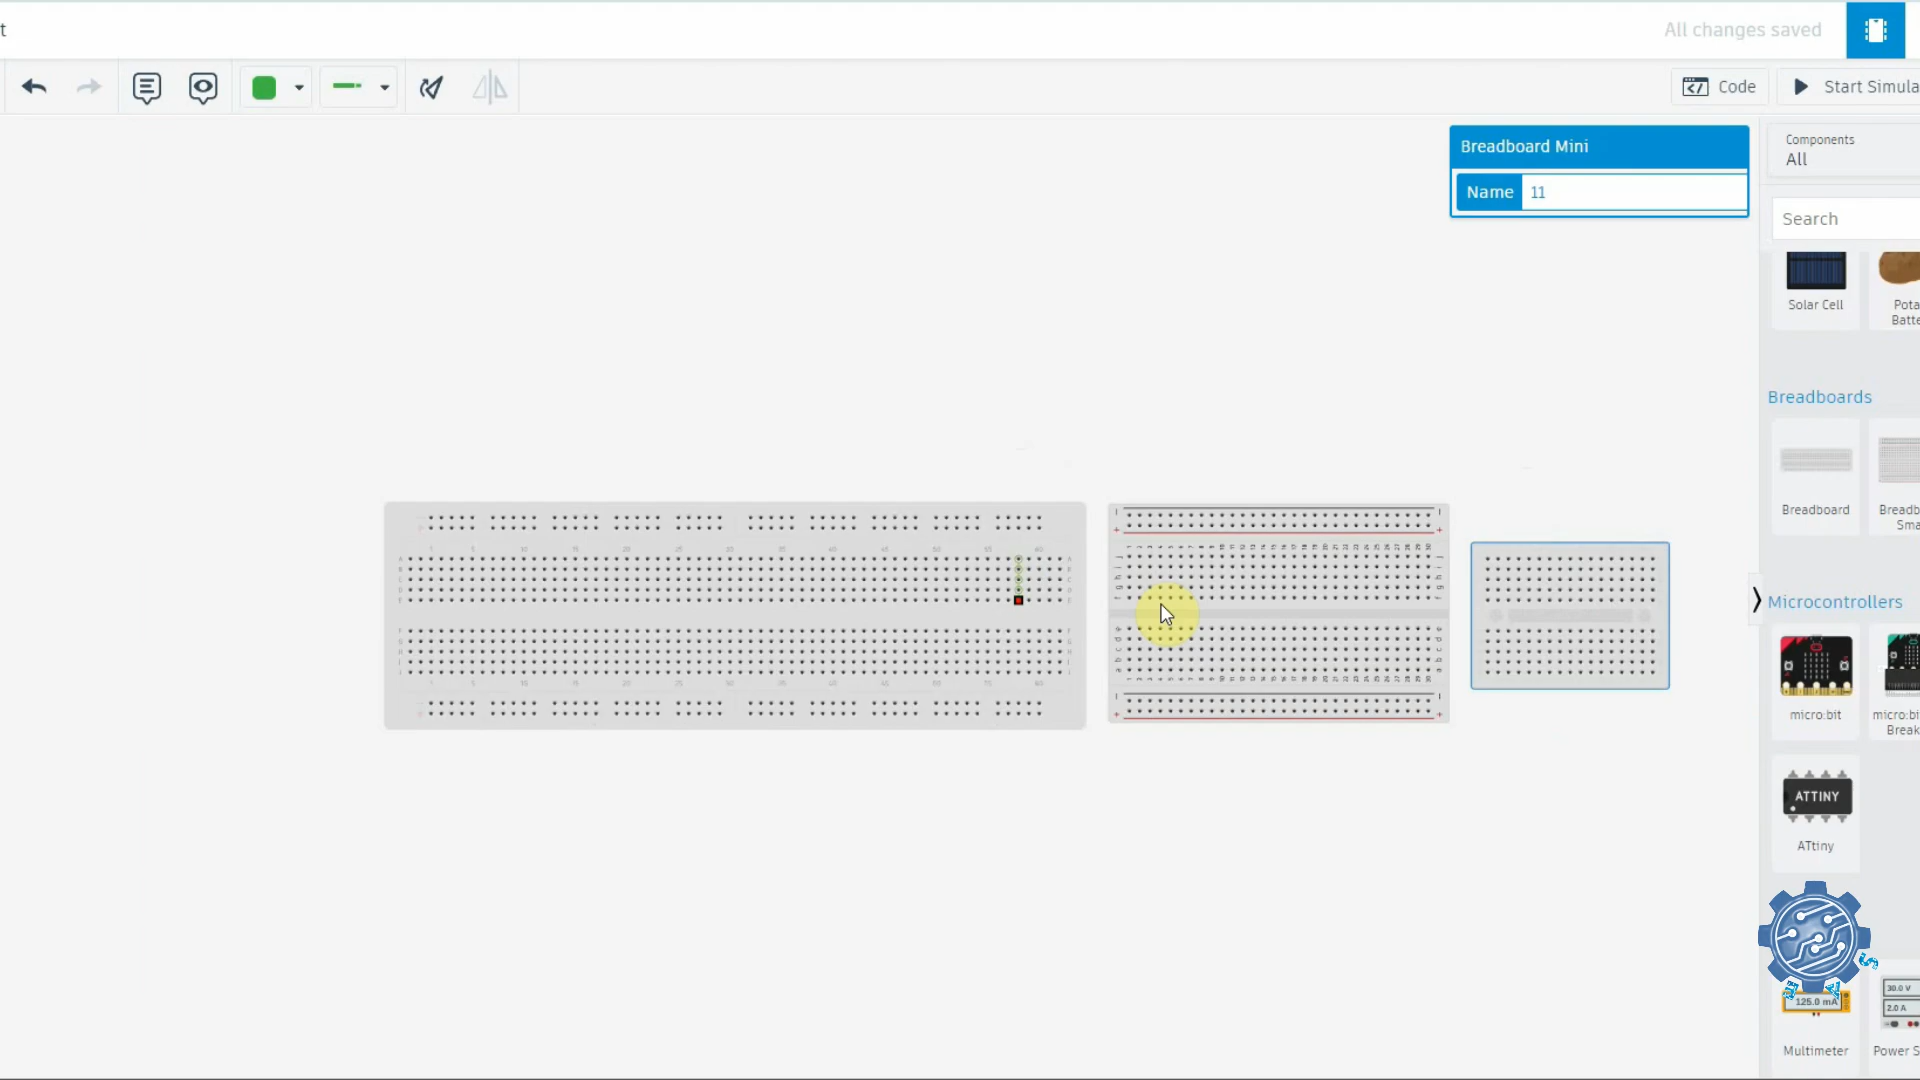 t
All changes saved
Code
Start Simula
Breadboard Mini
Name 11
Components
All
Search
Solar Cell
Pota
Batte
Breadboards
Breadboard
Breadb
Sma
Microcontrollers
micro:bit
micro:bi
Break
ATTINY
ATtiny
125.0 mA
30.0 V
2.0 A
Multimeter
Power S